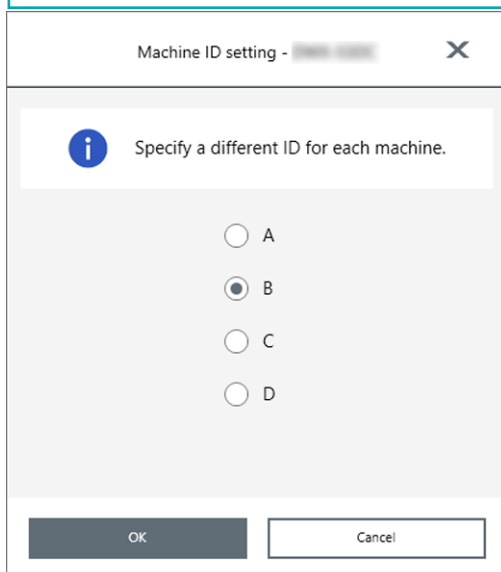 Machine ID setting -
Specify a different ID for each machine.
A
B
C
D
OK
Cancel